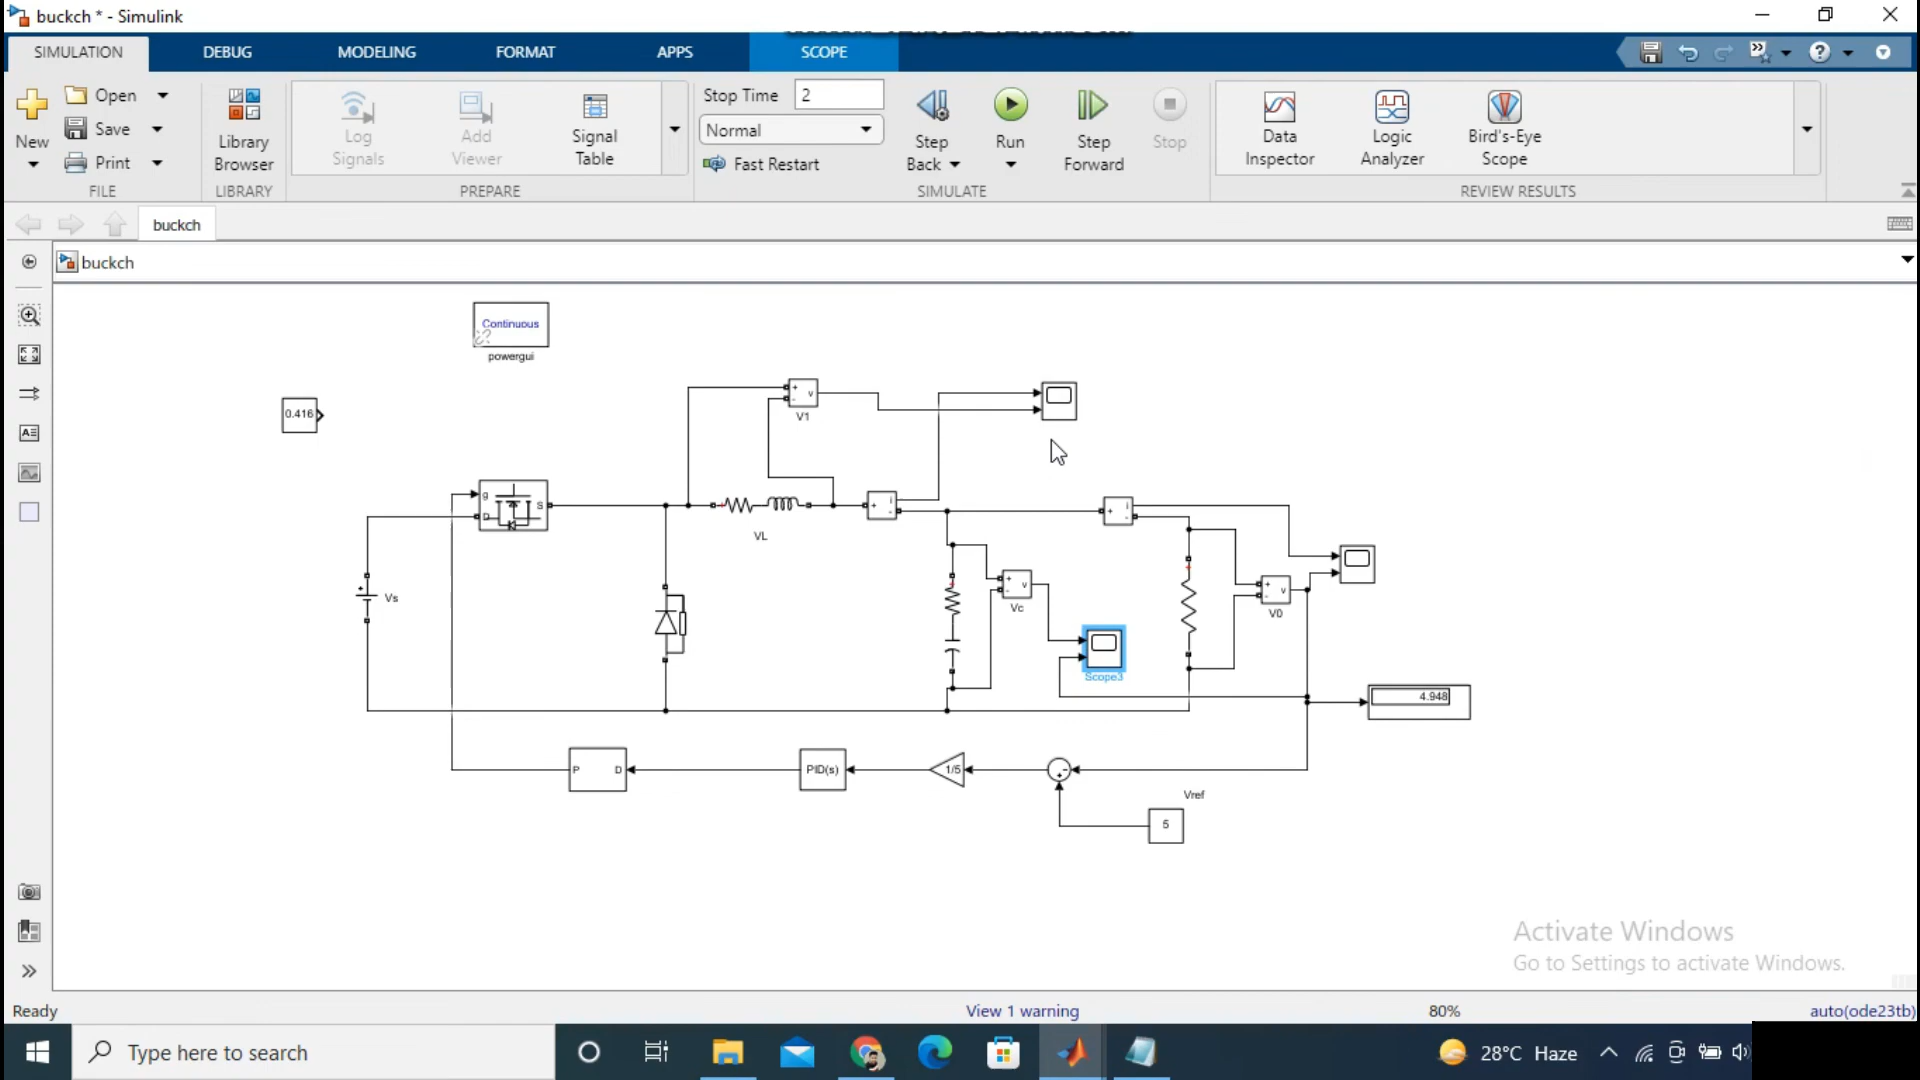 buckch * - Simulink
SIMULATION DEBUG MODELING FORMAT APPS SCOPE
New
Open
Save
Print
FILE
Library
Browser
LIBRARY
Log
Signals
Add
Viewer
Signal
Table
PREPARE
Stop Time 2
Normal
Fast Restart
Step
Back
Run
Step
Forward
Stop
SIMULATE
Data
Inspector
Logic
Analyzer
Bird's-Eye
Scope
REVIEW RESULTS
buckch
buckch
Continuous
powergui
+
-
v
V1
0.416
g
D
S
+
i
-
+
i
-
VL
+
Vs
+
-
v
Vc
+
-
v
V0
Scope3
4.948
P D
PID(s)
1/5
Vref
5
Activate Windows
Go to Settings to activate Windows.
Ready
View 1 warning
80%
auto(ode23tb)
Type here to search
28°C Haze